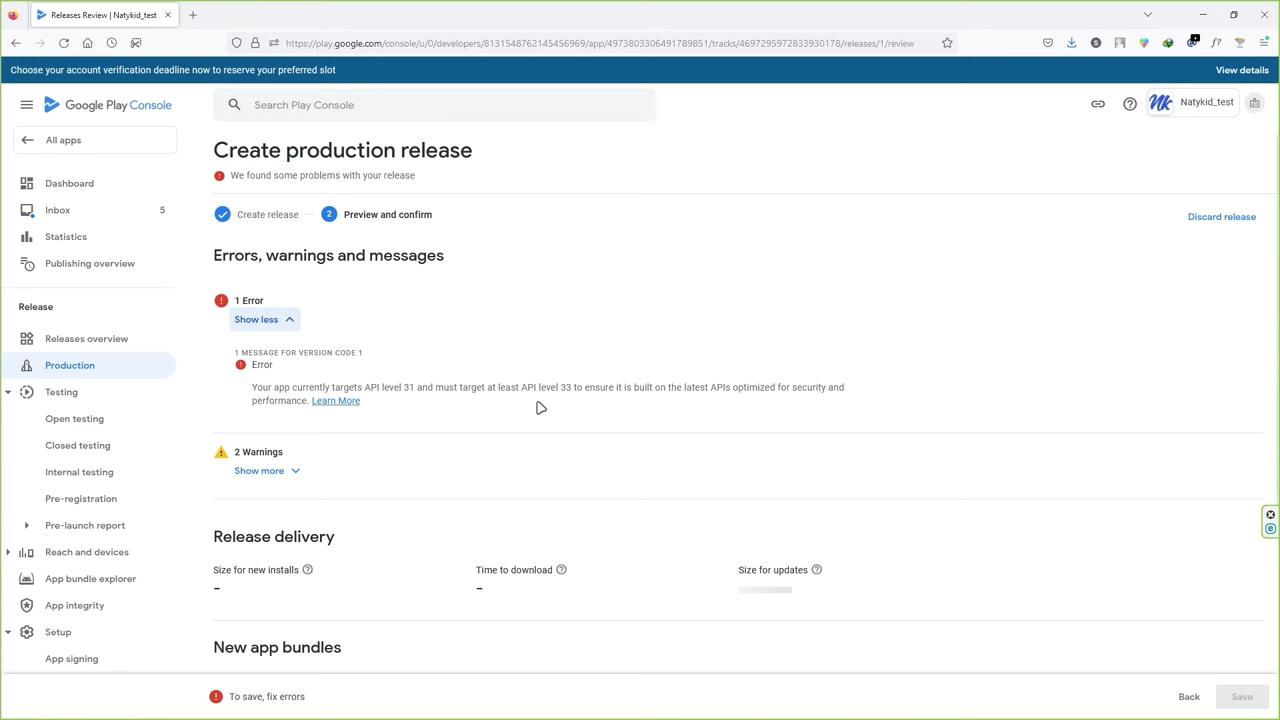 Releases Review | Natykid_test
https://play.google.com/console/u/0/developers/8131548762145456969/app/4973803306491789851/tracks/4697295972833930178/releases/1/review
Choose your account verification deadline now to reserve your preferred slot
View details
Google Play Console
Search Play Console
Nk
Natykid_test
All apps
Dashboard
Inbox
5
Statistics
Publishing overview
Release
Releases overview
Production
Testing
Open testing
Closed testing
Internal testing
Pre-registration
Pre-launch report
Reach and devices
App bundle explorer
App integrity
Setup
App signing
Create production release
We found some problems with your release
Create release
2
Preview and confirm
Discard release
Errors, warnings and messages
1 Error
Show less
1 MESSAGE FOR VERSION CODE 1
Error
Your app currently targets API level 31 and must target at least API level 33 to ensure it is built on the latest APIs optimized for security and
performance. Learn More
2 Warnings
Show more
Release delivery
Size for new installs
-
Time to download
-
Size for updates
New app bundles
To save, fix errors
Back
Save